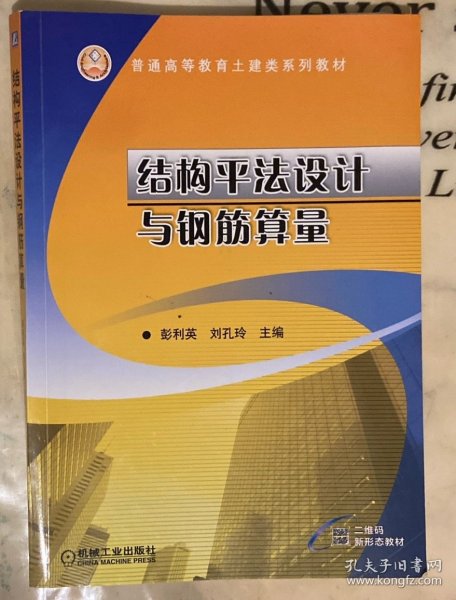 普通高等教育土建类系列教材
结构平法设计与钢筋算量
结构平法设计
与钢筋算量
● 彭利英 刘孔玲 主编
机械工业出版社
CHINA MACHINE PRESS
二维码
新形态教材
Never
fin
ver
L
孔夫子旧书网
www.kongfz.com